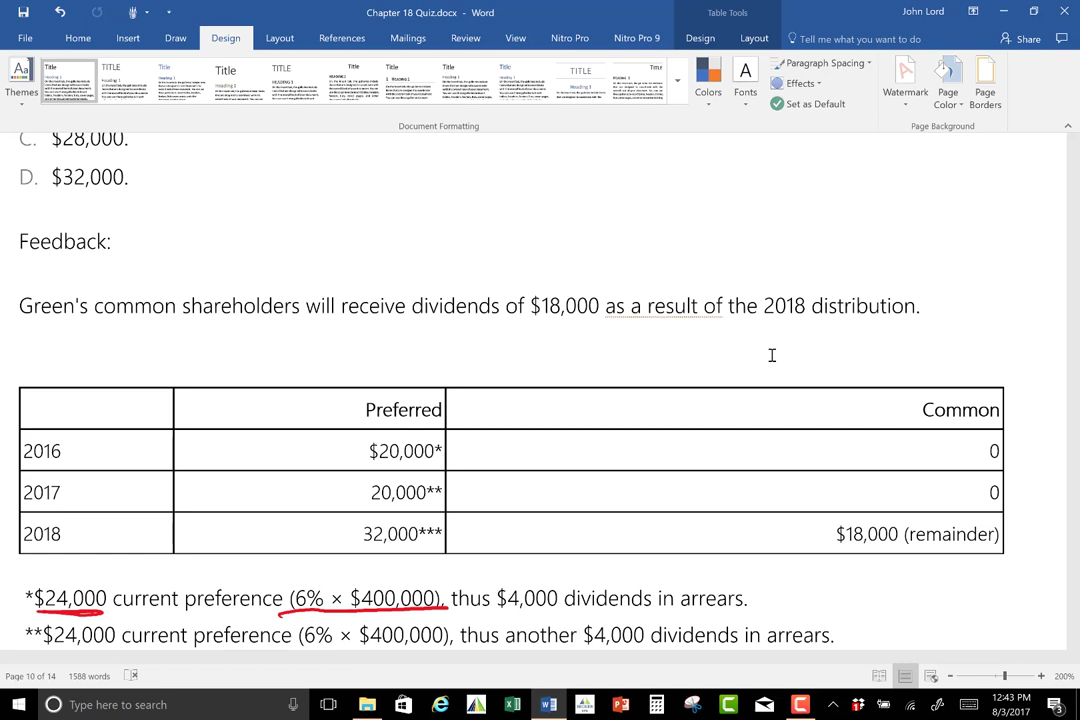 Chapter 18 Quiz.docx - Word
Table Tools
John Lord
File Home Insert Draw Design Layout References Mailings Review View Nitro Pro Nitro Pro 9 Design Layout Tell me what you want to do Share
Themes
Colors
Fonts
Paragraph Spacing
Effects
Set as Default
Watermark
Page Color
Page Borders
Document Formatting
Page Background
C. $28,000.
D. $32,000.
Feedback:
Green's common shareholders will receive dividends of $18,000 as a result of the 2018 distribution.
Preferred Common
2016 $20,000* 0
2017 20,000** 0
2018 32,000*** $18,000 (remainder)
*$24,000 current preference (6% × $400,000), thus $4,000 dividends in arrears.
**$24,000 current preference (6% × $400,000), thus another $4,000 dividends in arrears.
Page 10 of 14 1588 words 200%
Type here to search
12:43 PM
8/3/2017